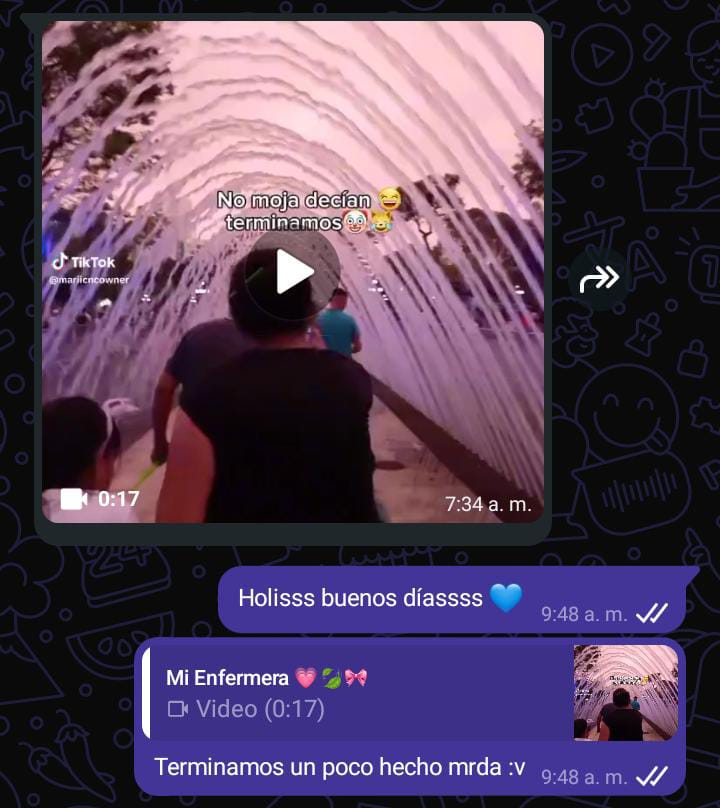 No moja decían 😅
terminamos🤡😹
TikTok
@mariicncowner
0:17
7:34 a. m.
Holisss buenos díassss 💙
9:48 a. m.
Mi Enfermera 💗🍃🎀
Video (0:17)
Terminamos un poco hecho mrda :v
9:48 a. m.